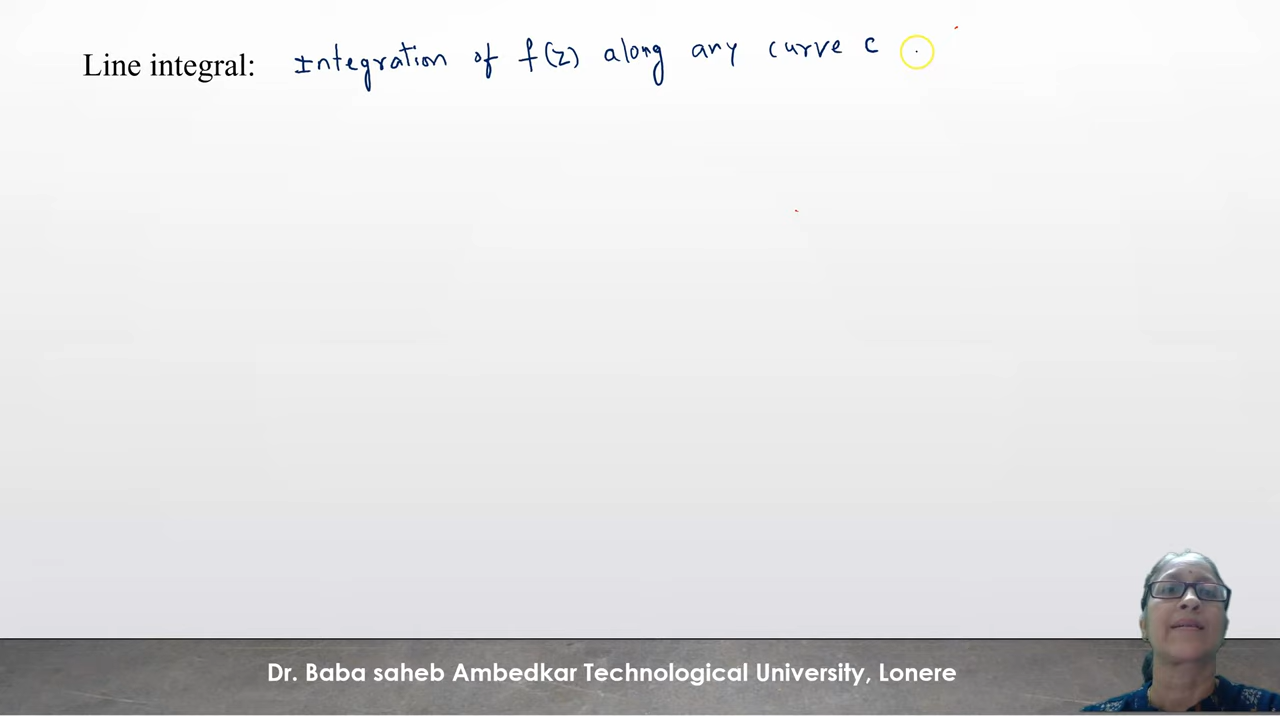 Line integral: Integration of f(z) along any curve c
Dr. Baba saheb Ambedkar Technological University, Lonere